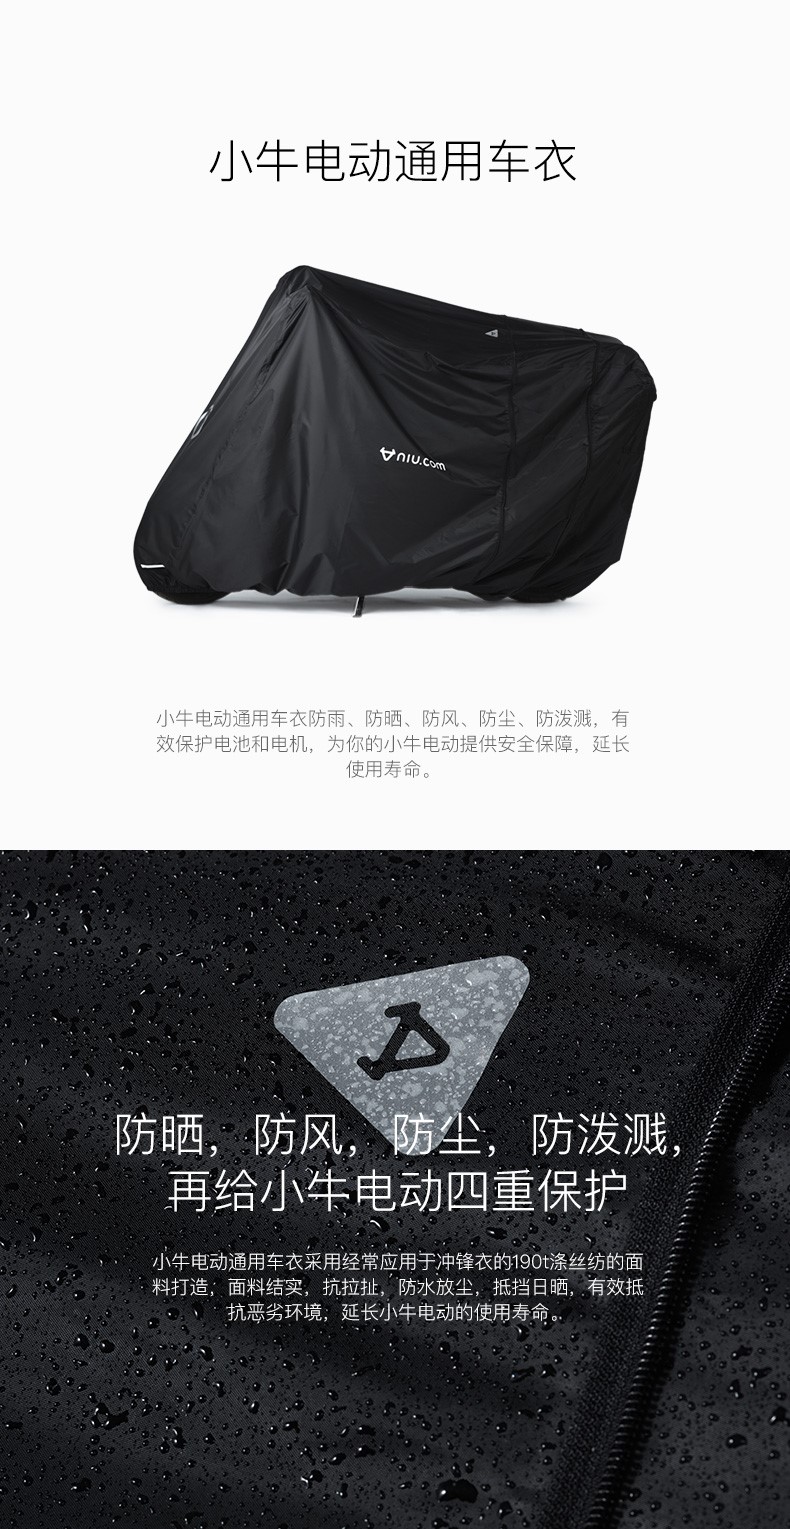 小牛电动通用车衣
niu.com
小牛电动通用车衣防雨、防晒、防风、防尘、防泼溅，有
效保护电池和电机，为你的小牛电动提供安全保障，延长
使用寿命。
防晒，防风，防尘，防泼溅，
再给小牛电动四重保护
小牛电动通用车衣采用经常应用于冲锋衣的190t涤丝纺的面
料打造，面料结实，抗拉扯，防水放尘，抵挡日晒，有效抵
抗恶劣环境，延长小牛电动的使用寿命。